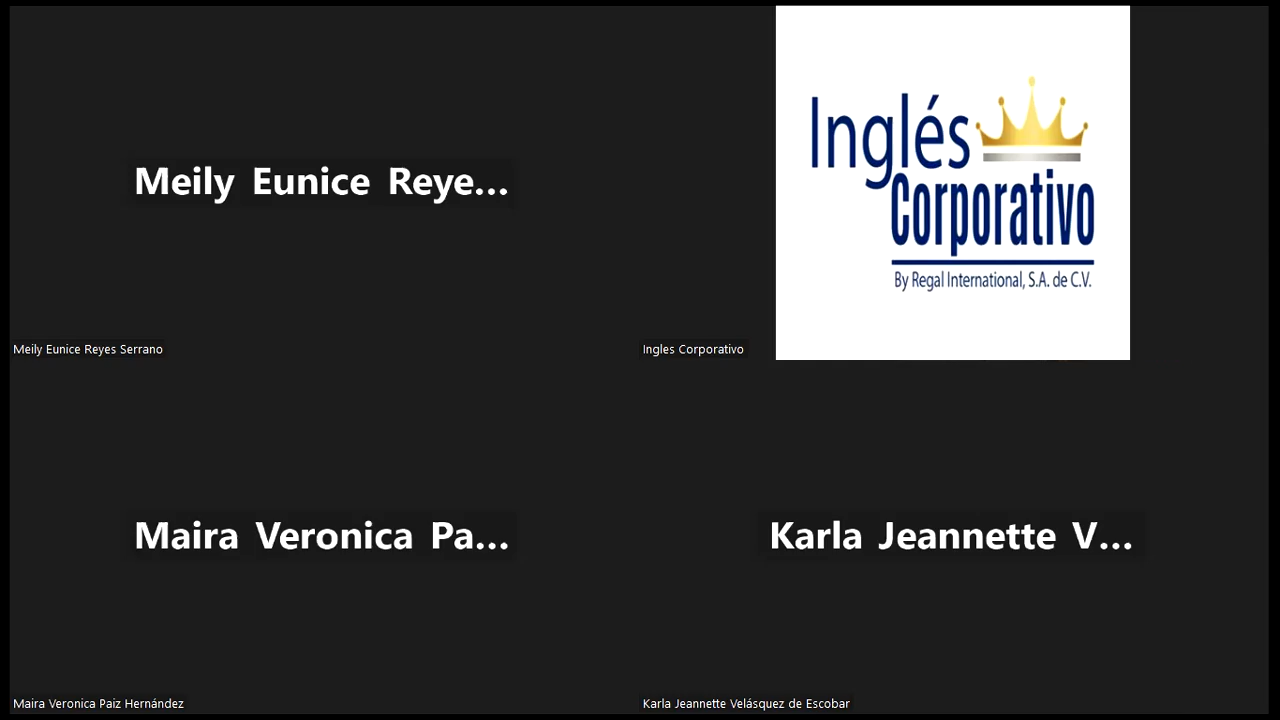 Meily Eunice Reye...
Meily Eunice Reyes Serrano
Inglés
Corporativo
By Regal International, S.A. de C.V.
Ingles Corporativo
Maira Veronica Pa...
Maira Veronica Paiz Hernández
Karla Jeannette V...
Karla Jeannette Velásquez de Escobar